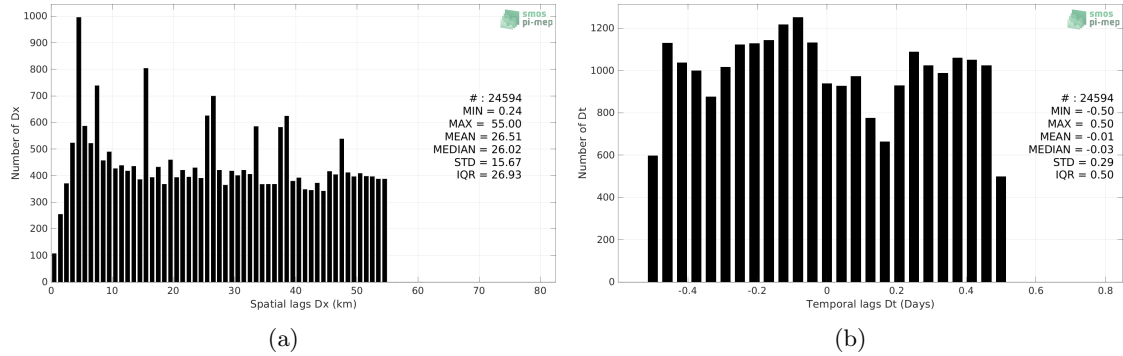 smos
pi-mep
1000
900
800
700
600
500
400
300
200
100
0
Number of Dx
# : 24594
MIN = 0.24
MAX = 55.00
MEAN = 26.51
MEDIAN = 26.02
STD = 15.67
IQR = 26.93
0 10 20 30 40 50 60 70 80
Spatial lags Dx (km)
(a)
smos
pi-mep
1200
1000
800
600
400
200
0
Number of Dt
# : 24594
MIN = -0.50
MAX = 0.50
MEAN = -0.01
MEDIAN = -0.03
STD = 0.29
IQR = 0.50
-0.4 -0.2 0 0.2 0.4 0.6 0.8
Temporal lags Dt (Days)
(b)